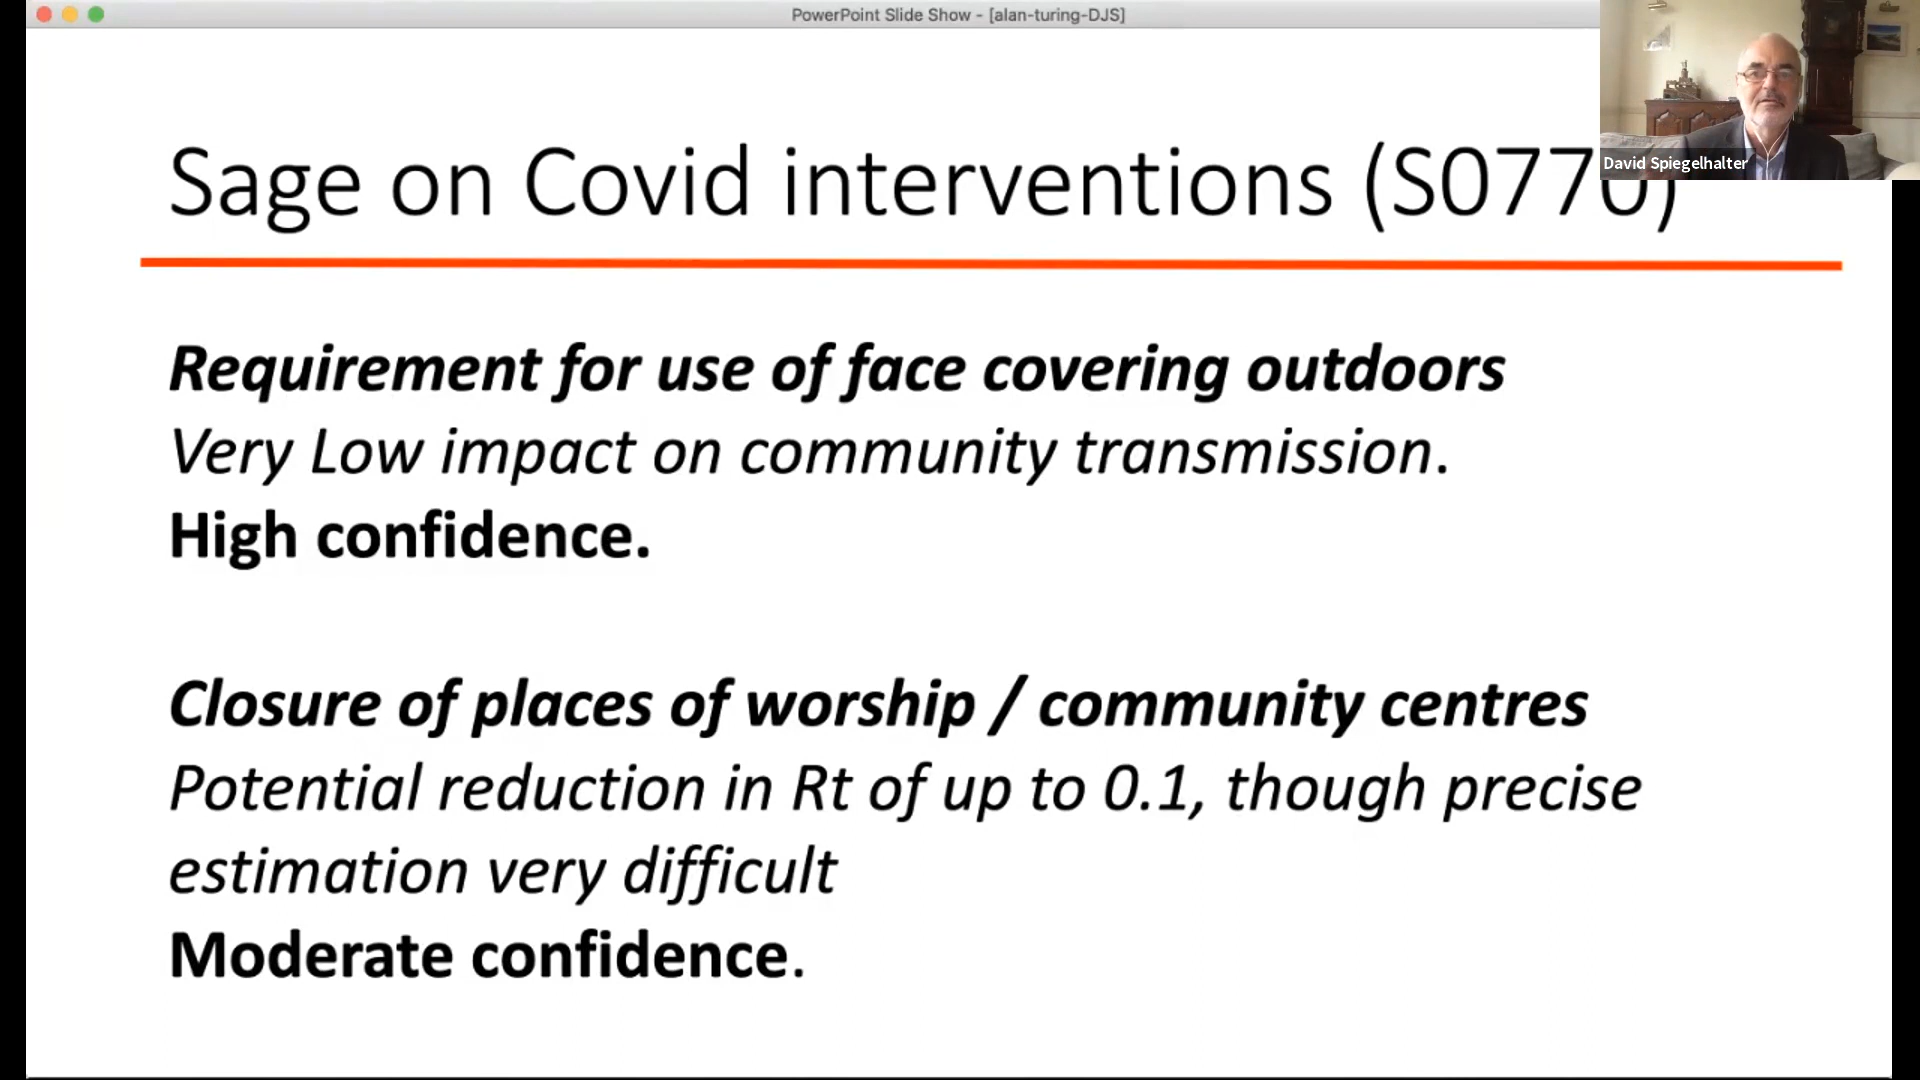 PowerPoint Slide Show - [alan-turing-DJS]
David Spiegelhalter
Sage on Covid interventions (S0770)
Requirement for use of face covering outdoors
Very Low impact on community transmission.
High confidence.
Closure of places of worship / community centres
Potential reduction in Rt of up to 0.1, though precise
estimation very difficult
Moderate confidence.